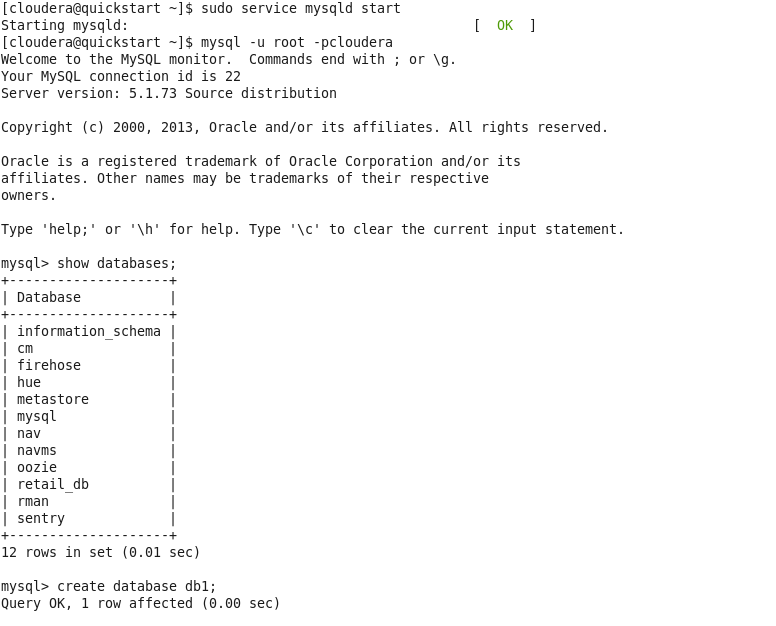 [cloudera@quickstart ~]$ sudo service mysqld start
Starting mysqld:                                           [  OK  ]
[cloudera@quickstart ~]$ mysql -u root -pcloudera
Welcome to the MySQL monitor.  Commands end with ; or \g.
Your MySQL connection id is 22
Server version: 5.1.73 Source distribution

Copyright (c) 2000, 2013, Oracle and/or its affiliates. All rights reserved.

Oracle is a registered trademark of Oracle Corporation and/or its
affiliates. Other names may be trademarks of their respective
owners.

Type 'help;' or '\h' for help. Type '\c' to clear the current input statement.

mysql> show databases;
+--------------------+
| Database           |
+--------------------+
| information_schema |
| cm                 |
| firehose           |
| hue                |
| metastore          |
| mysql              |
| nav                |
| navms              |
| oozie              |
| retail_db          |
| rman               |
| sentry             |
+--------------------+
12 rows in set (0.01 sec)

mysql> create database db1;
Query OK, 1 row affected (0.00 sec)